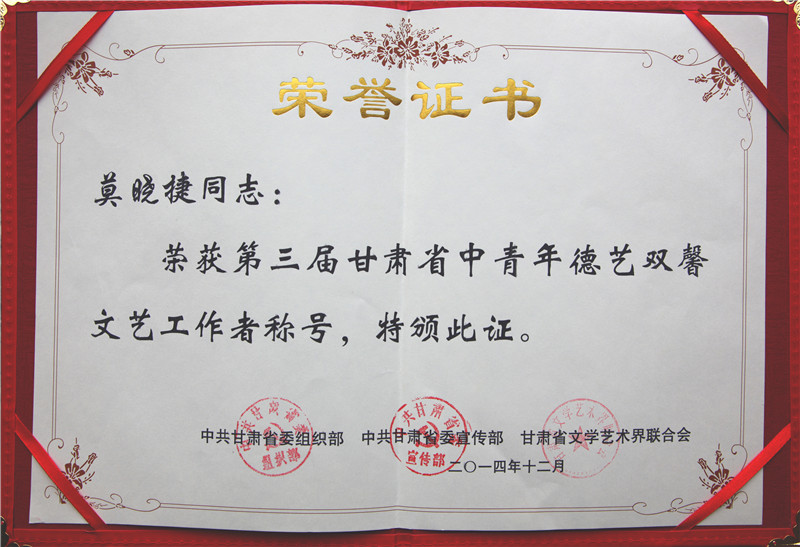 荣誉证书
莫晓捷同志：
荣获第三届甘肃省中青年德艺双馨
文艺工作者称号，特颁此证。
中共甘肃省委组织部 中共甘肃省委宣传部 甘肃省文学艺术界联合会
二〇一四年十二月